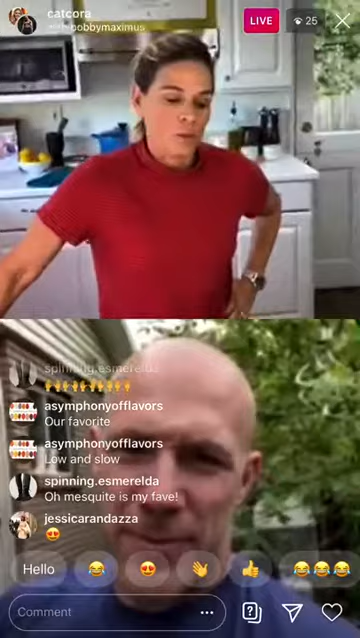 catcora
LIVE
25
with bobbymaximus
spinning.esmerelda
🙌🙌🙌🙌🙌🙌
asymphonyofflavors
Our favorite
asymphonyofflavors
Low and slow
spinning.esmerelda
Oh mesquite is my fave!
jessicarandazza
😍
Hello 😂 😍 👋 👍 😂😂😂
Comment